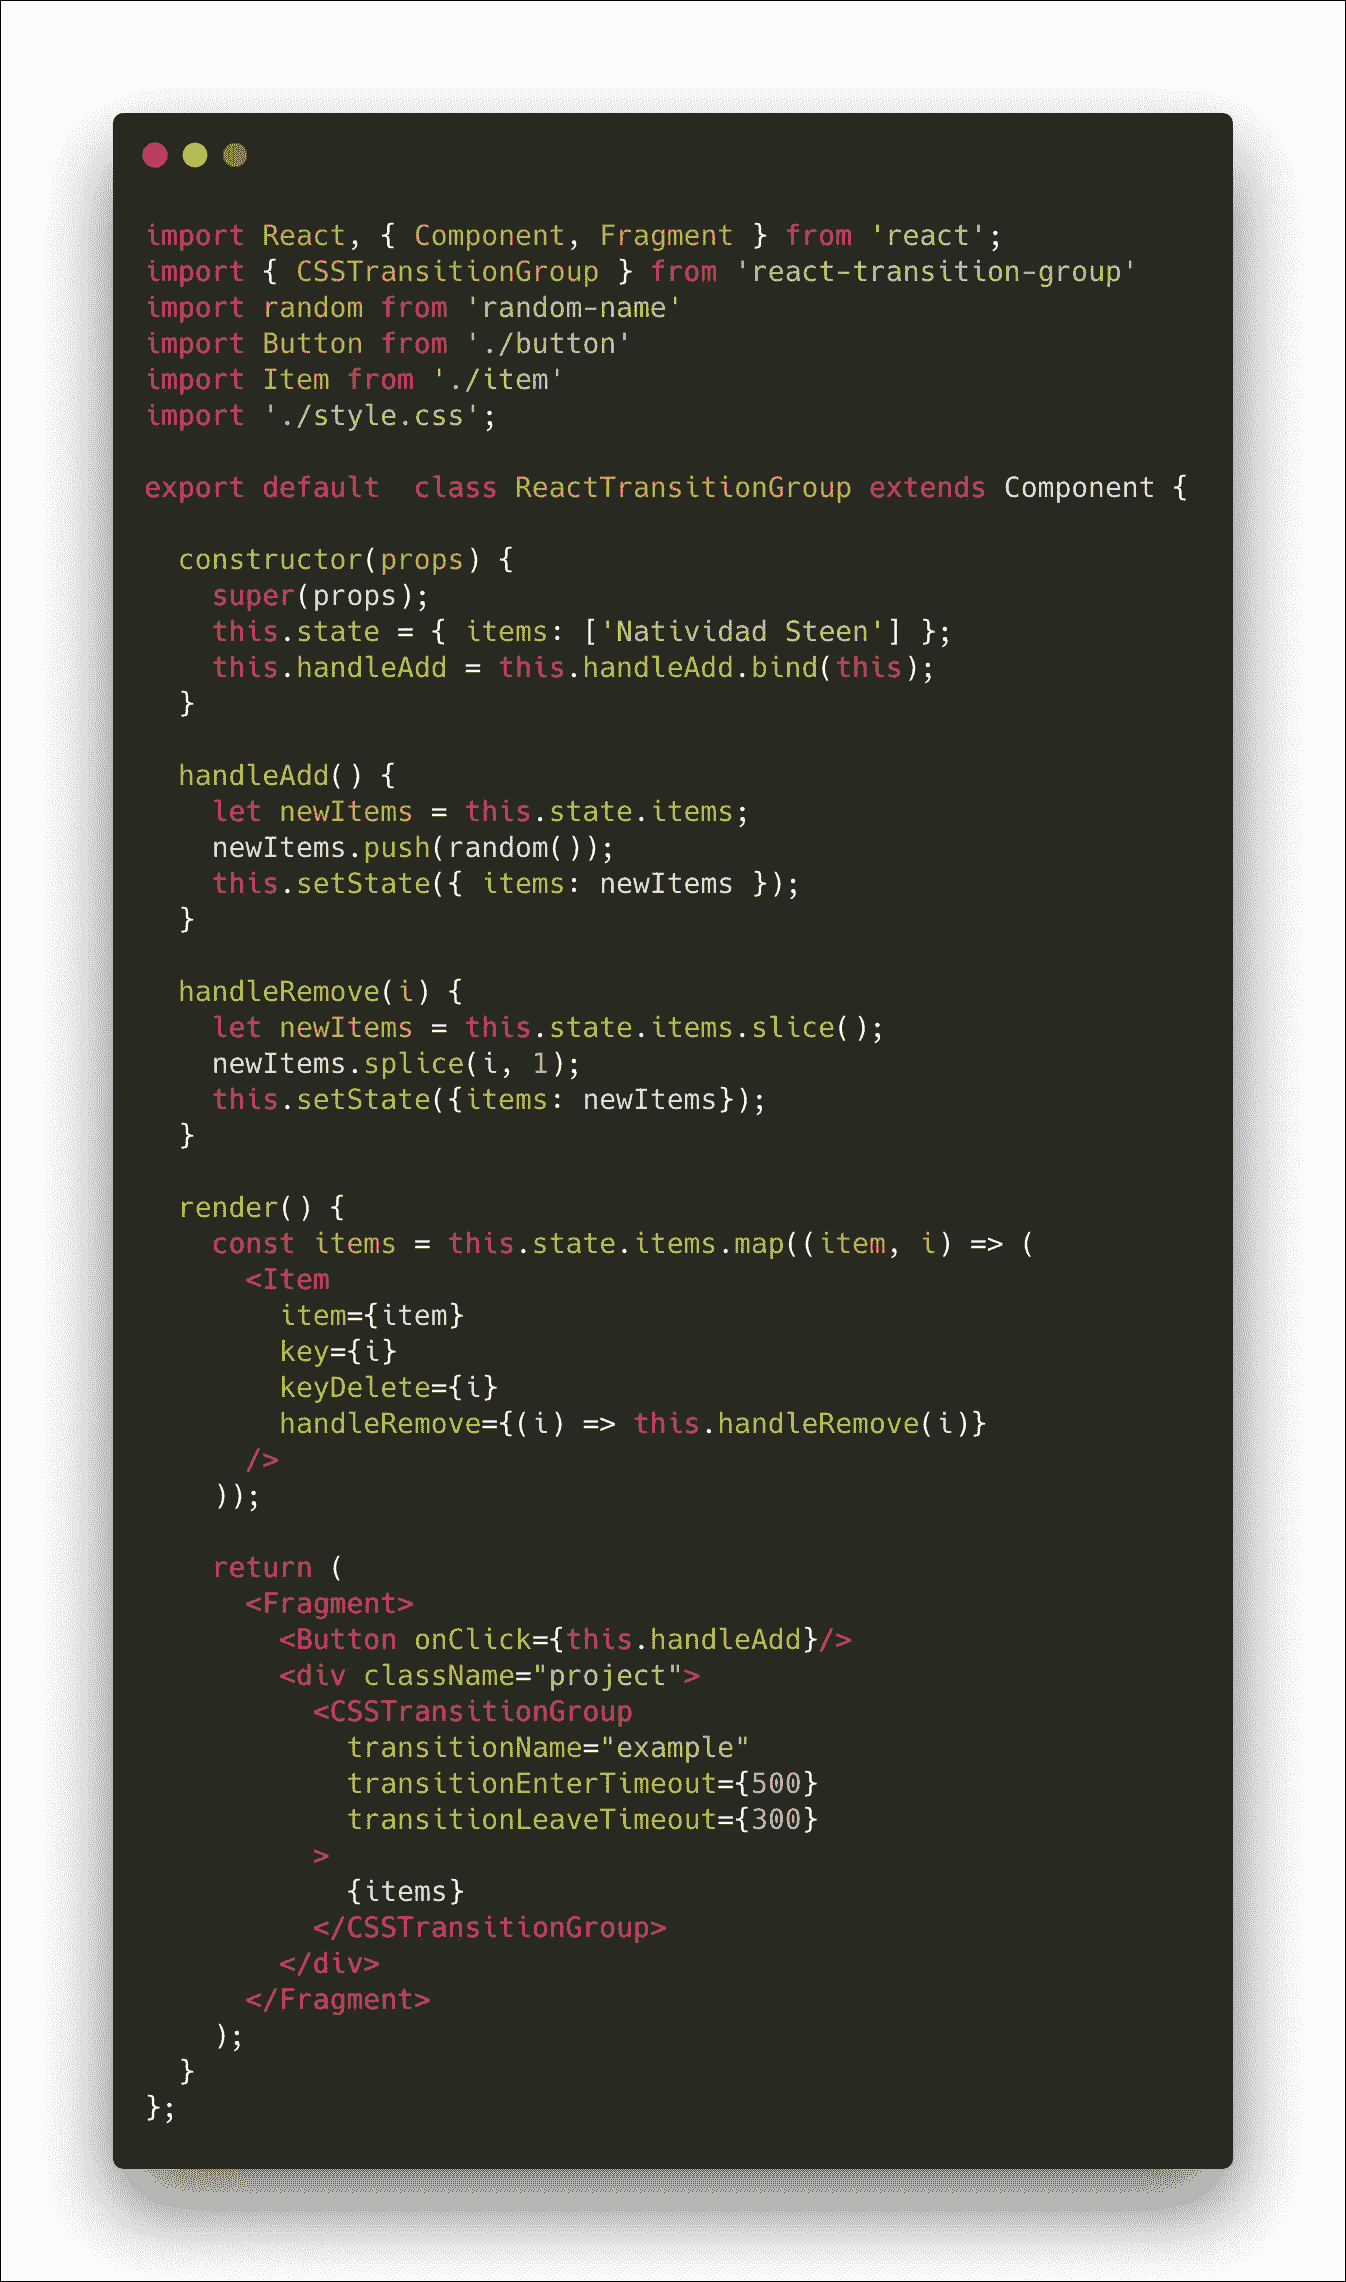 import React, { Component, Fragment } from 'react';
import { CSSTransitionGroup } from 'react-transition-group'
import random from 'random-name'
import Button from './button'
import Item from './item'
import './style.css';

export default  class ReactTransitionGroup extends Component {

  constructor(props) {
    super(props);
    this.state = { items: ['Natividad Steen'] };
    this.handleAdd = this.handleAdd.bind(this);
  }

  handleAdd() {
    let newItems = this.state.items;
    newItems.push(random());
    this.setState({ items: newItems });
  }

  handleRemove(i) {
    let newItems = this.state.items.slice();
    newItems.splice(i, 1);
    this.setState({items: newItems});
  }

  render() {
    const items = this.state.items.map((item, i) => (
      <Item
        item={item}
        key={i}
        keyDelete={i}
        handleRemove={(i) => this.handleRemove(i)}
      />
    ));

    return (
      <Fragment>
        <Button onClick={this.handleAdd}/>
        <div className="project">
          <CSSTransitionGroup
            transitionName="example"
            transitionEnterTimeout={500}
            transitionLeaveTimeout={300}
          >
            {items}
          </CSSTransitionGroup>
        </div>
      </Fragment>
    );
  }
};